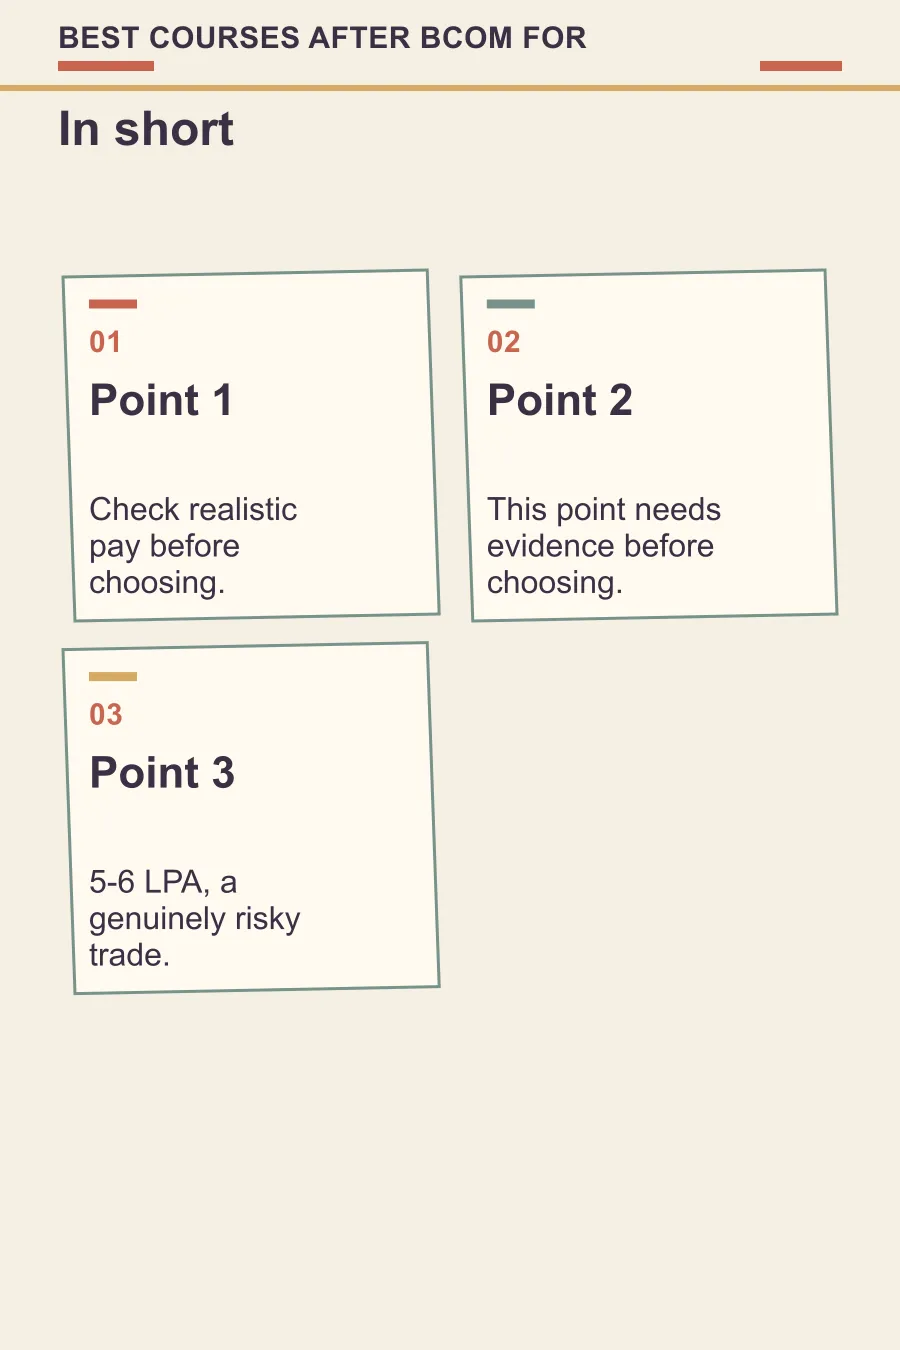 BEST COURSES AFTER BCOM FOR
In short
01
Point 1
Check realistic
pay before
choosing.
02
Point 2
This point needs
evidence before
choosing.
03
Point 3
5-6 LPA, a
genuinely risky
trade.